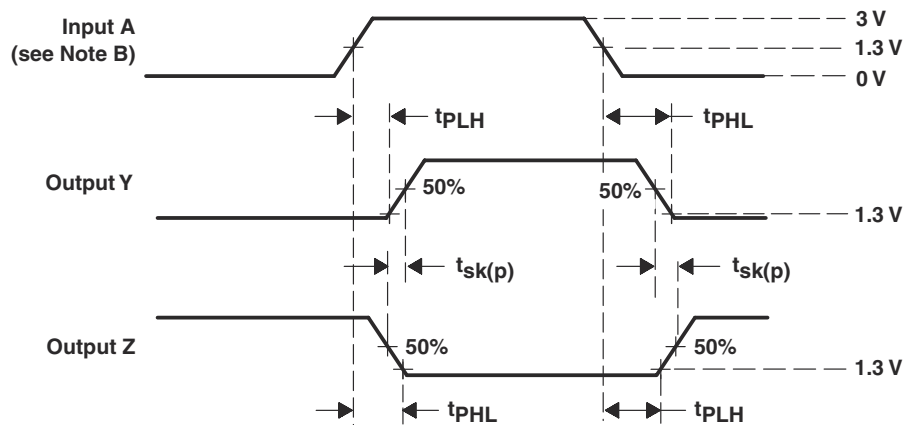 Input A
(see Note B)
3 V
1.3 V
0 V
tPLH
tPHL
Output Y
50%
50%
1.3 V
tsk(p)
tsk(p)
Output Z
50%
50%
1.3 V
tPHL
tPLH